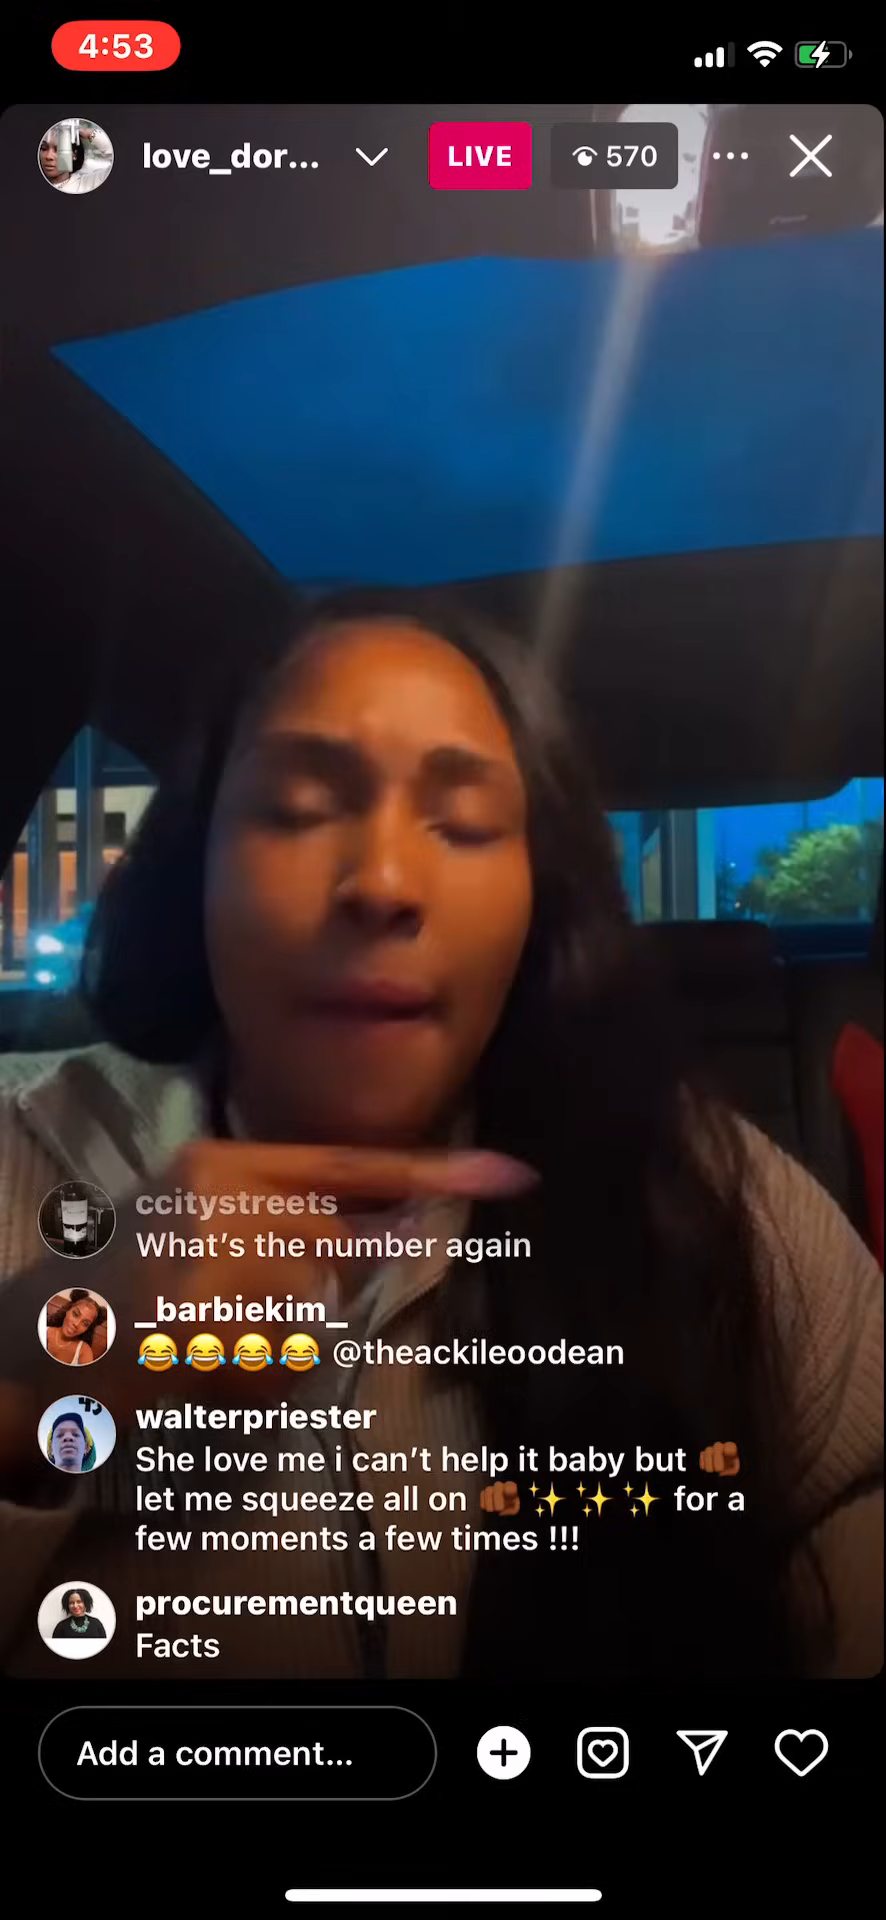 4:53
love_dor...
LIVE
570
ccitystreets
What's the number again
_barbiekim_
😂😂😂😂 @theackileoodean
walterpriester
She love me i can't help it baby but 🫵🏾
let me squeeze all on 🫵🏾✨✨✨ for a
few moments a few times !!!
procurementqueen
Facts
Add a comment...